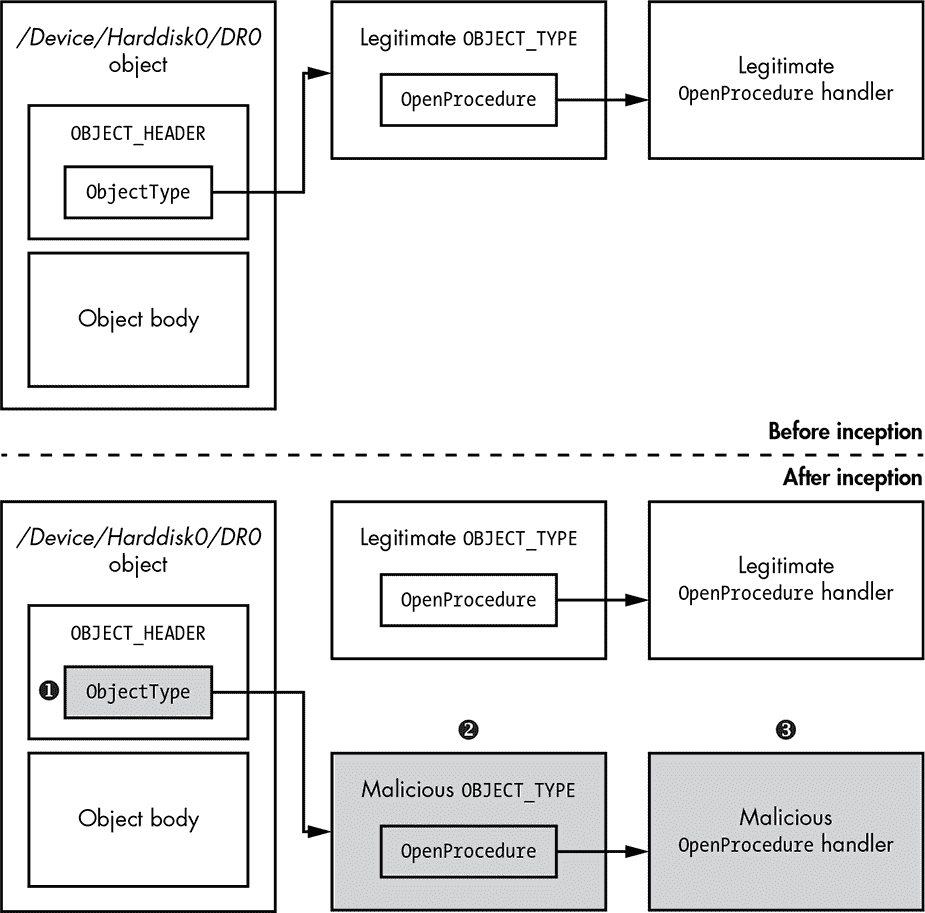 /Device/Harddisk0/DR0
object
OBJECT_HEADER
ObjectType
Object body
Legitimate OBJECT_TYPE
OpenProcedure
Legitimate
OpenProcedure handler
Before inception
After inception
/Device/Harddisk0/DR0
object
OBJECT_HEADER
❶ ObjectType
Object body
Legitimate OBJECT_TYPE
OpenProcedure
Legitimate
OpenProcedure handler
❷
Malicious OBJECT_TYPE
OpenProcedure
❸
Malicious
OpenProcedure handler